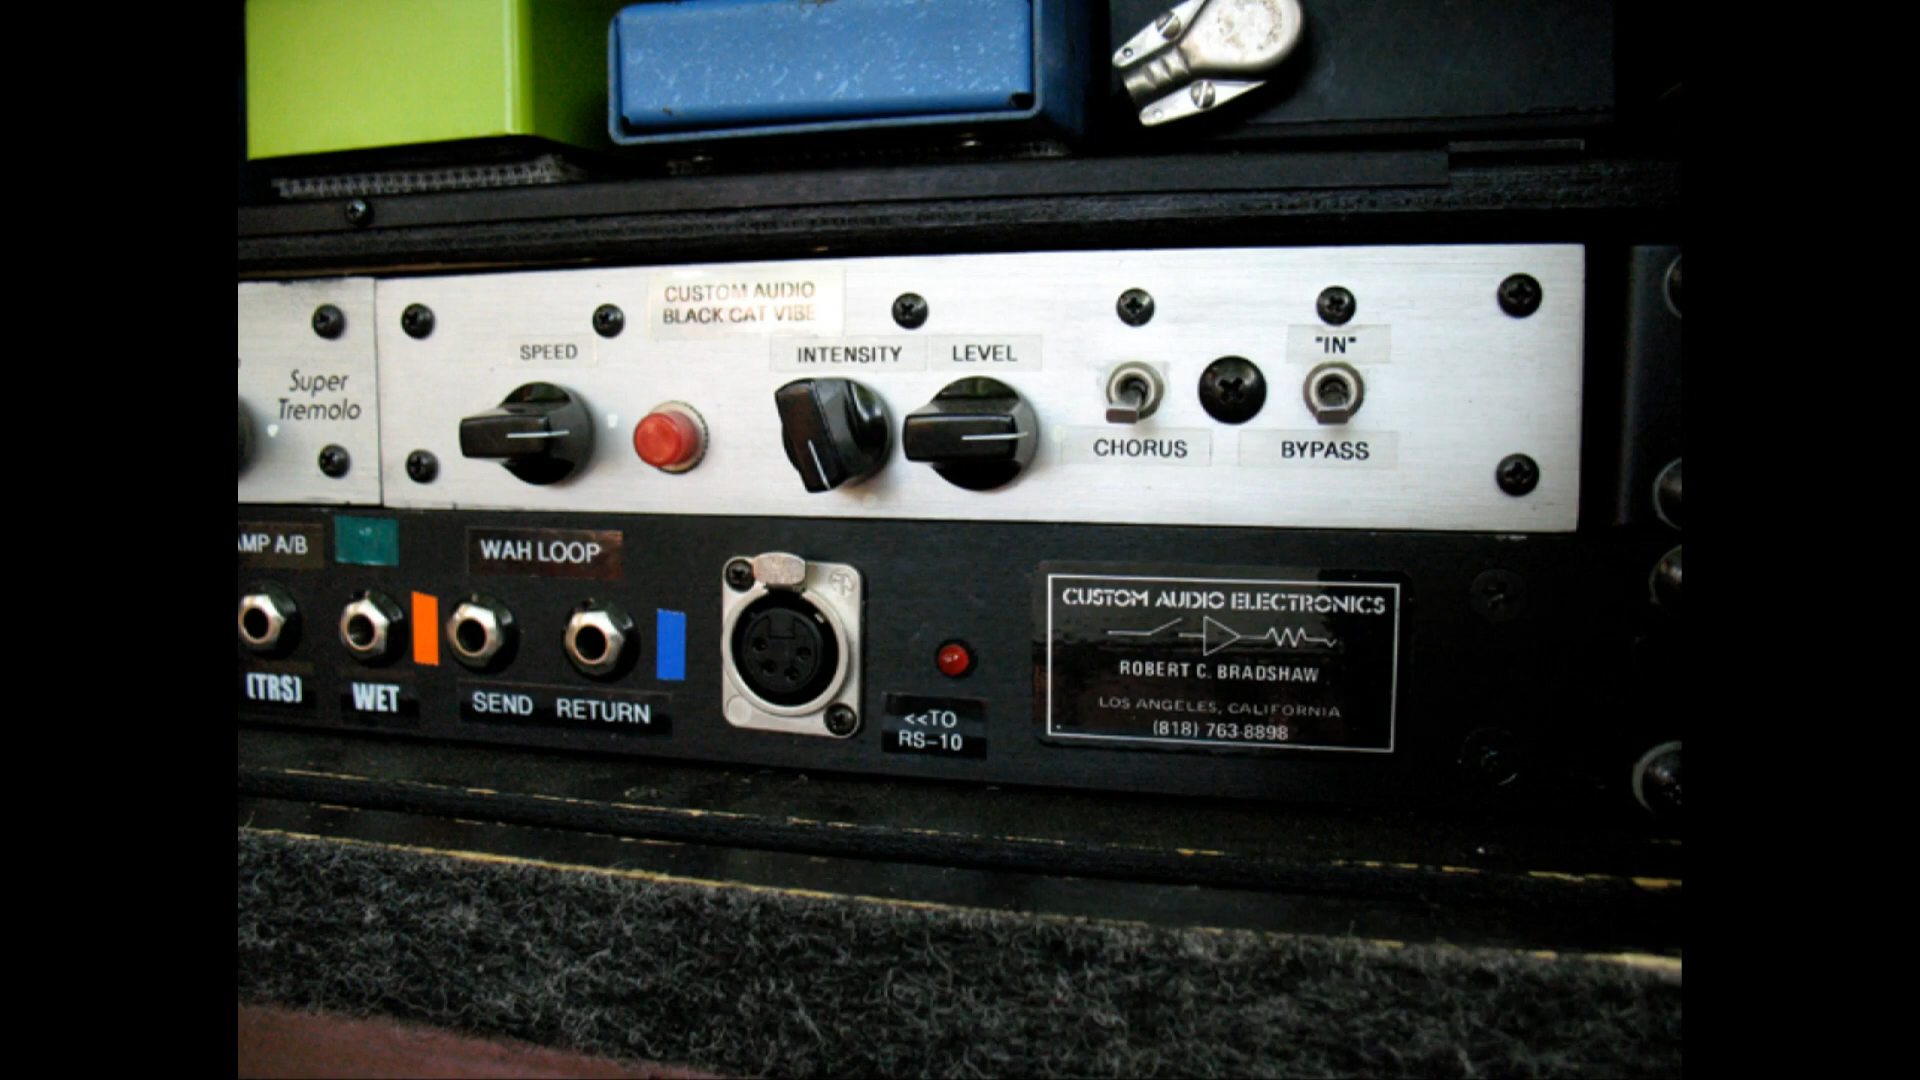 CUSTOM AUDIO
BLACK CAT VIBE
SPEED
INTENSITY
LEVEL
"IN"
Super
Tremolo
CHORUS
BYPASS
AMP A/B
WAH LOOP
(TRS)
WET
SEND
RETURN
<<TO
RS-10
CUSTOM AUDIO ELECTRONICS
ROBERT C. BRADSHAW
LOS ANGELES, CALIFORNIA
(818) 763-8898